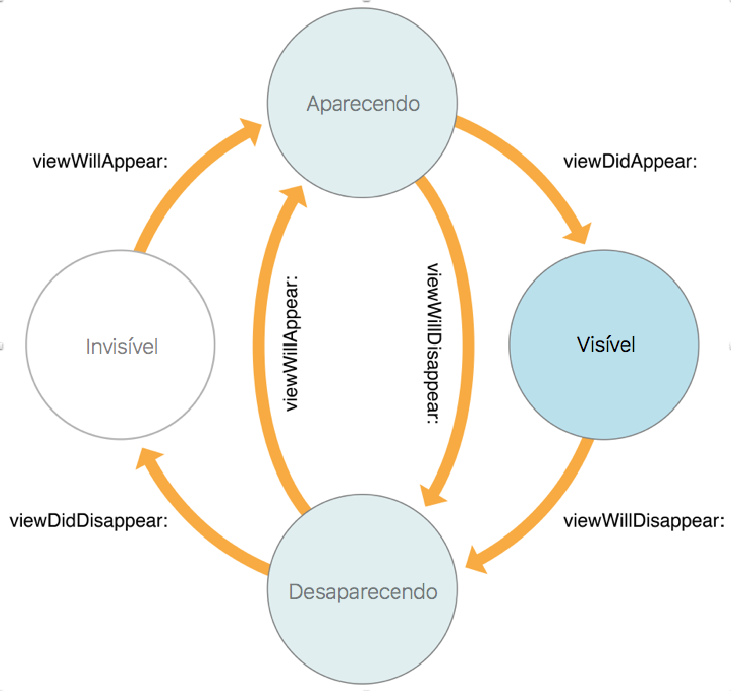 Aparecendo
viewWillAppear:
viewDidAppear:
viewWillAppear:
viewWillDisappear:
Invisível
Visível
viewDidDisappear:
viewWillDisappear:
Desaparecendo